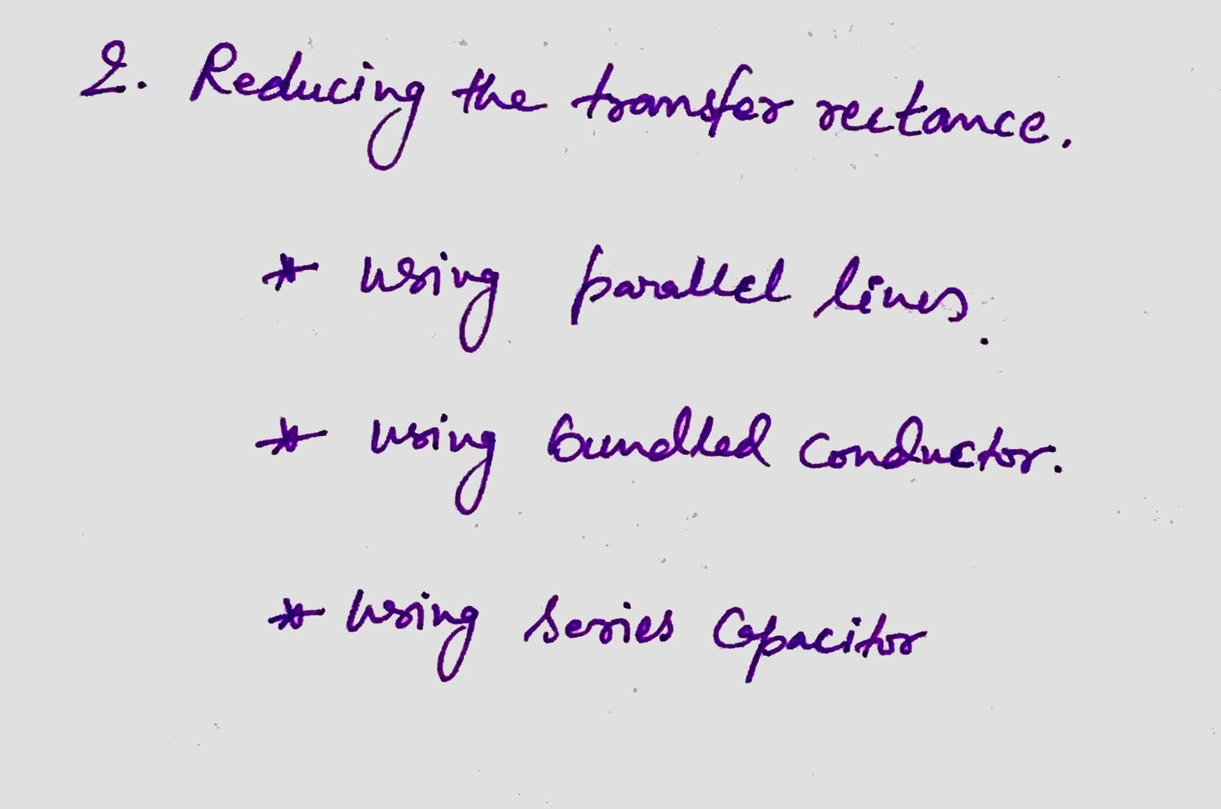 2. Reducing the transfer rectance.
* using parallel lines.
* using bundled conductor.
* using series Capacitor